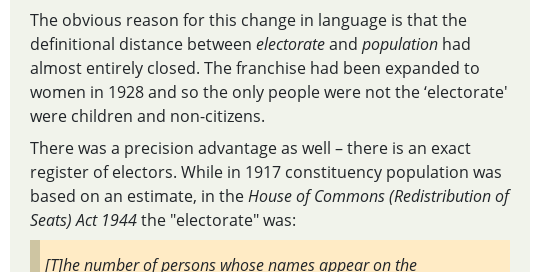 The obvious reason for this change in language is that the
definitional distance between electorate and population had
almost entirely closed. The franchise had been expanded to
women in 1928 and so the only people were not the ‘electorate'
were children and non-citizens.
There was a precision advantage as well – there is an exact
register of electors. While in 1917 constituency population was
based on an estimate, in the House of Commons (Redistribution of
Seats) Act 1944 the "electorate" was:
[T]he number of persons whose names appear on the